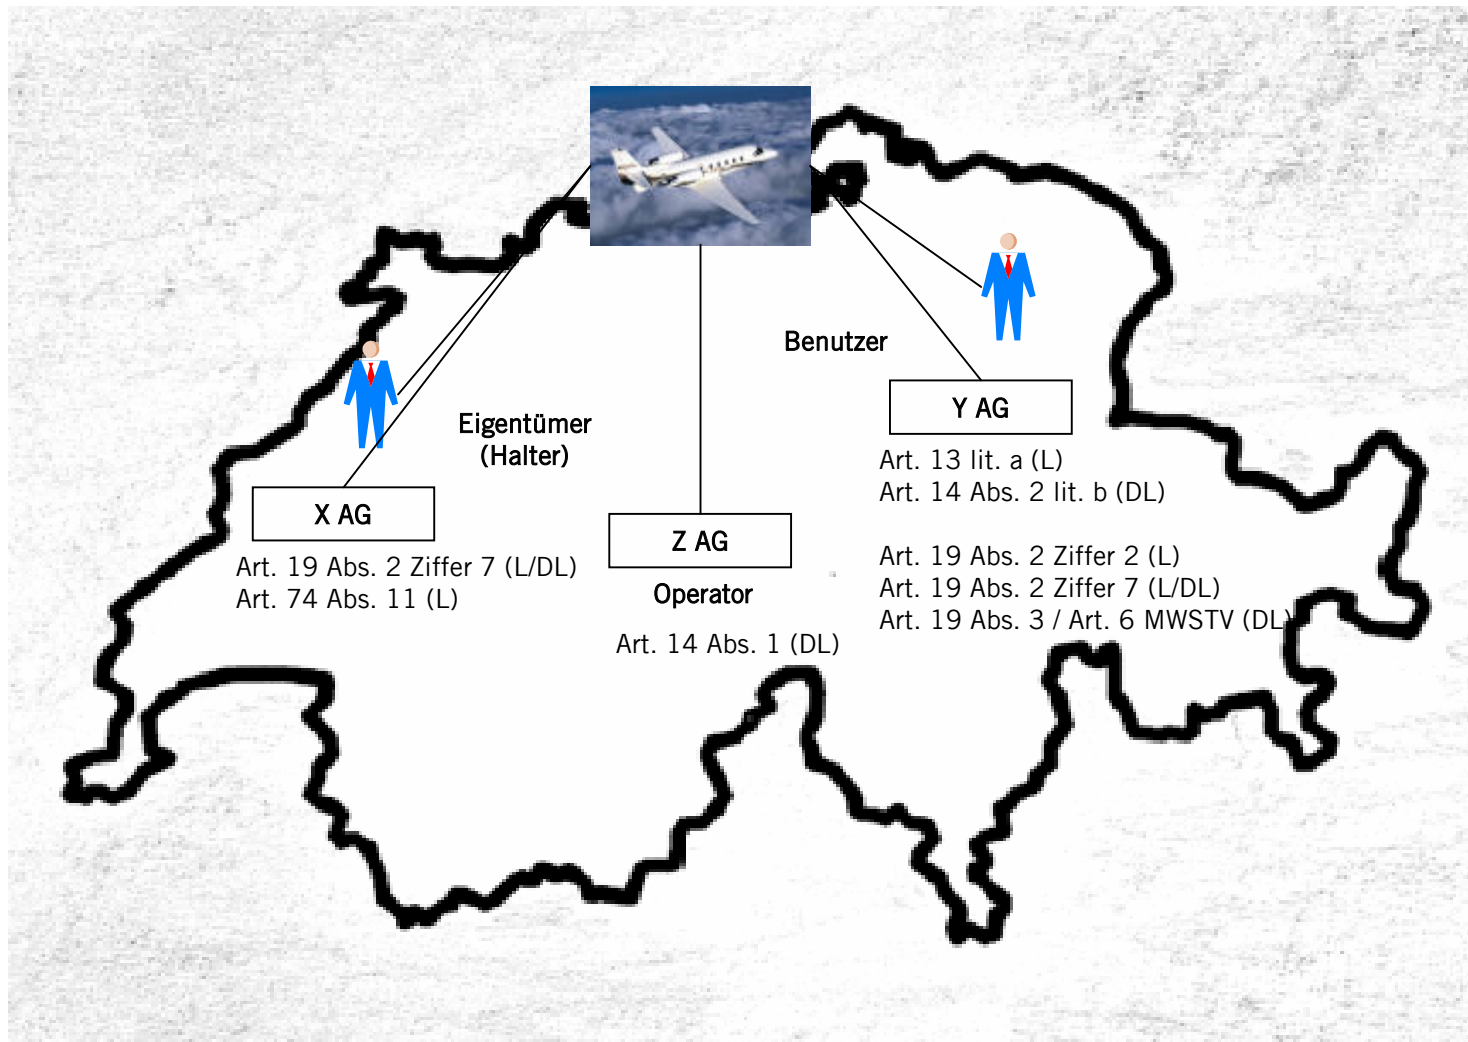 Benutzer
Y AG
Eigentümer
(Halter)
Art. 13 lit. a (L)
Art. 14 Abs. 2 lit. b (DL)
X AG
Z AG
Art. 19 Abs. 2 Ziffer 7 (L/DL)
Art. 74 Abs. 11 (L)
Operator
Art. 14 Abs. 1 (DL)
Art. 19 Abs. 2 Ziffer 2 (L)
Art. 19 Abs. 2 Ziffer 7 (L/DL)
Art. 19 Abs. 3 / Art. 6 MWSTV (DL)